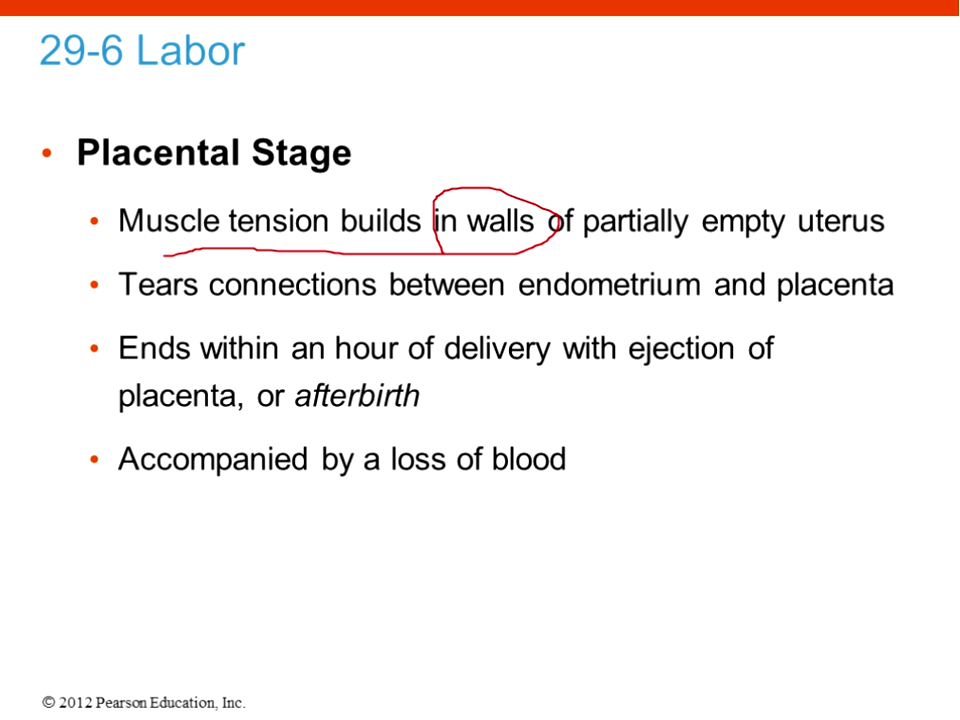 29-6 Labor
• Placental Stage
• Muscle tension builds in walls of partially empty uterus
• Tears connections between endometrium and placenta
• Ends within an hour of delivery with ejection of
placenta, or afterbirth
• Accompanied by a loss of blood
© 2012 Pearson Education, Inc.